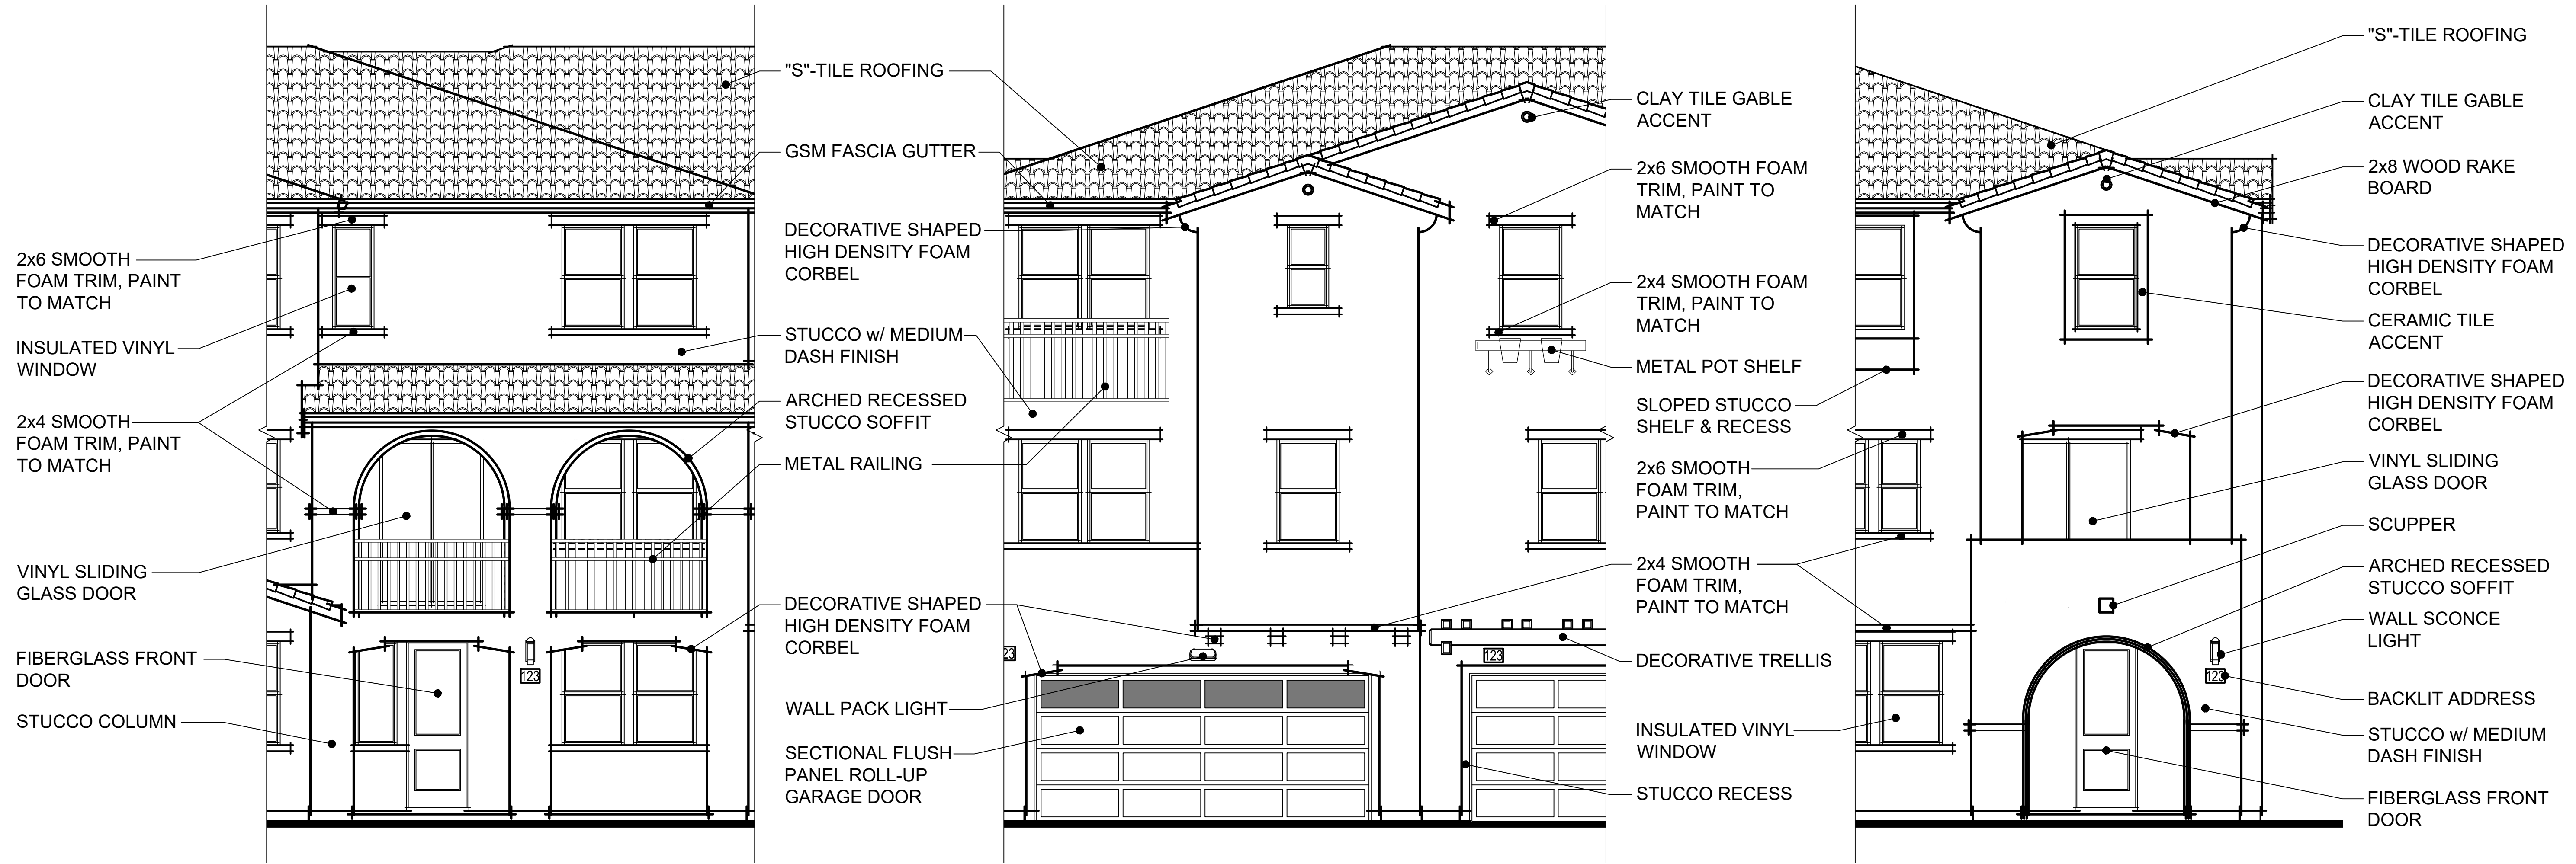 2x6 SMOOTH
FOAM TRIM, PAINT
TO MATCH
INSULATED VINYL
WINDOW
2x4 SMOOTH
FOAM TRIM, PAINT
TO MATCH
VINYL SLIDING
GLASS DOOR
FIBERGLASS FRONT
DOOR
STUCCO COLUMN
123
"S"-TILE ROOFING
GSM FASCIA GUTTER
DECORATIVE SHAPED
HIGH DENSITY FOAM
CORBEL
STUCCO w/ MEDIUM
DASH FINISH
ARCHED RECESSED
STUCCO SOFFIT
METAL RAILING
DECORATIVE SHAPED
HIGH DENSITY FOAM
CORBEL
WALL PACK LIGHT
SECTIONAL FLUSH
PANEL ROLL-UP
GARAGE DOOR
23
123
CLAY TILE GABLE
ACCENT
2x6 SMOOTH FOAM
TRIM, PAINT TO
MATCH
2x4 SMOOTH FOAM
TRIM, PAINT TO
MATCH
METAL POT SHELF
SLOPED STUCCO
SHELF & RECESS
2x6 SMOOTH
FOAM TRIM,
PAINT TO MATCH
2x4 SMOOTH
FOAM TRIM,
PAINT TO MATCH
DECORATIVE TRELLIS
INSULATED VINYL
WINDOW
STUCCO RECESS
123
"S"-TILE ROOFING
CLAY TILE GABLE
ACCENT
2x8 WOOD RAKE
BOARD
DECORATIVE SHAPED
HIGH DENSITY FOAM
CORBEL
CERAMIC TILE
ACCENT
DECORATIVE SHAPED
HIGH DENSITY FOAM
CORBEL
VINYL SLIDING
GLASS DOOR
SCUPPER
ARCHED RECESSED
STUCCO SOFFIT
WALL SCONCE
LIGHT
BACKLIT ADDRESS
STUCCO w/ MEDIUM
DASH FINISH
FIBERGLASS FRONT
DOOR